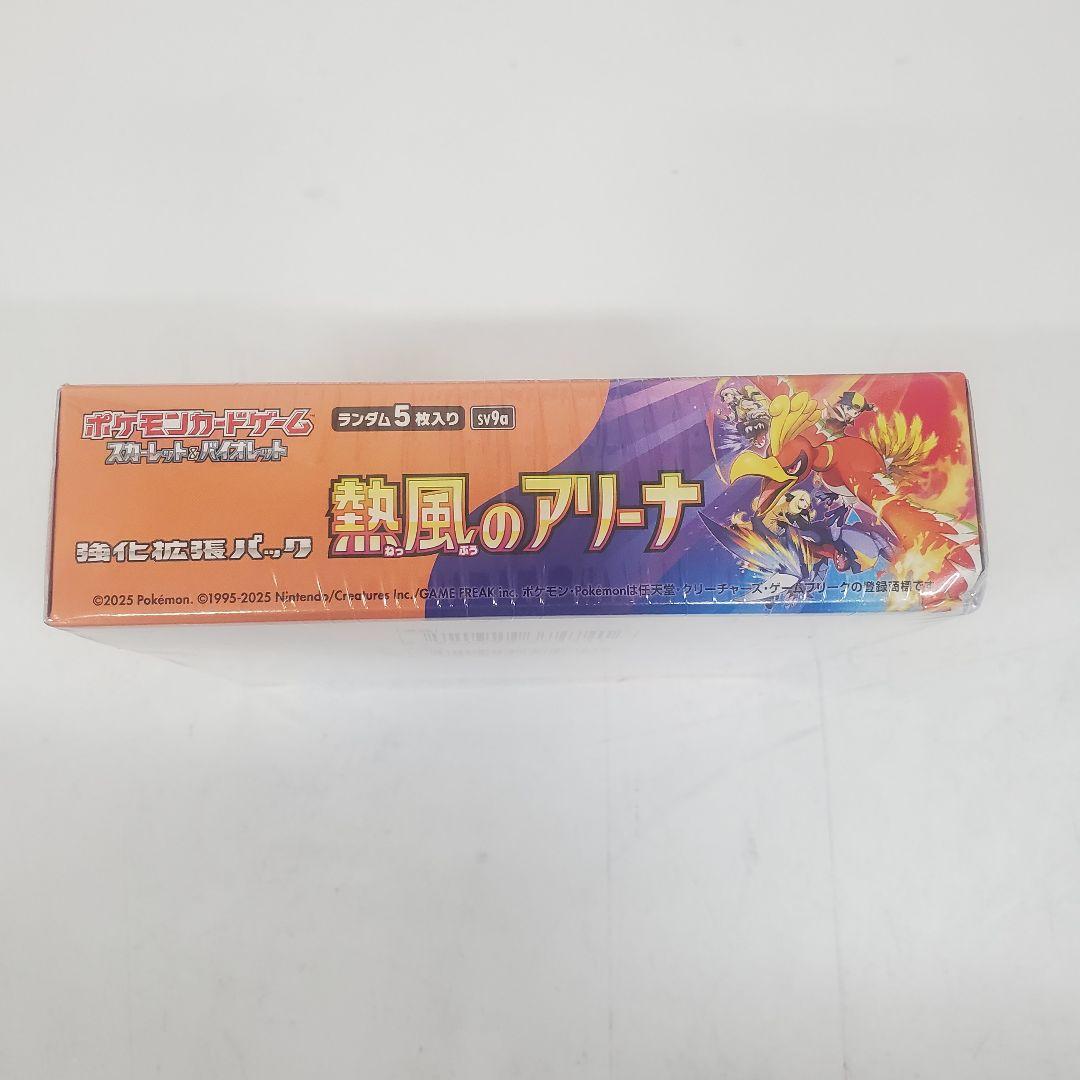 ポケモンカードゲーム
スカーレット&バイオレット
ランダム5枚入り sv9a
強化拡張パック
熱風のアリーナ
ねっ ぷう
©2025 Pokémon. ©1995-2025 Nintendo/Creatures Inc./GAME FREAK inc. ポケモン・Pokémonは任天堂・クリーチャーズ・ゲームフリークの登録商標です